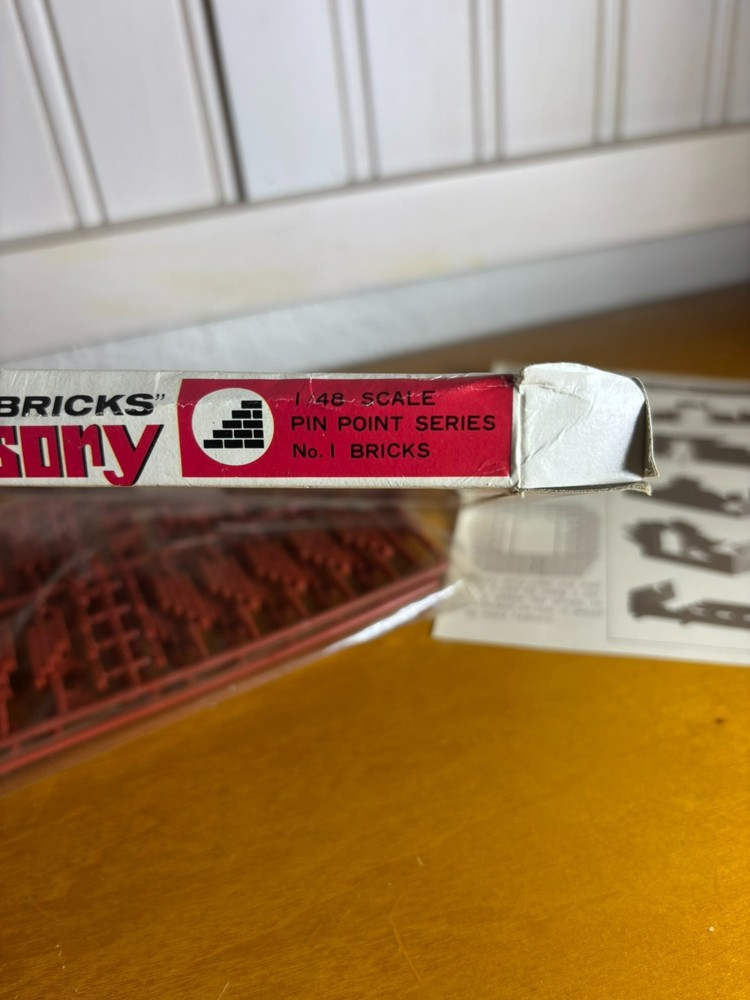 BRICKS”
sory
1/48 SCALE
PIN POINT SERIES
No. 1 BRICKS